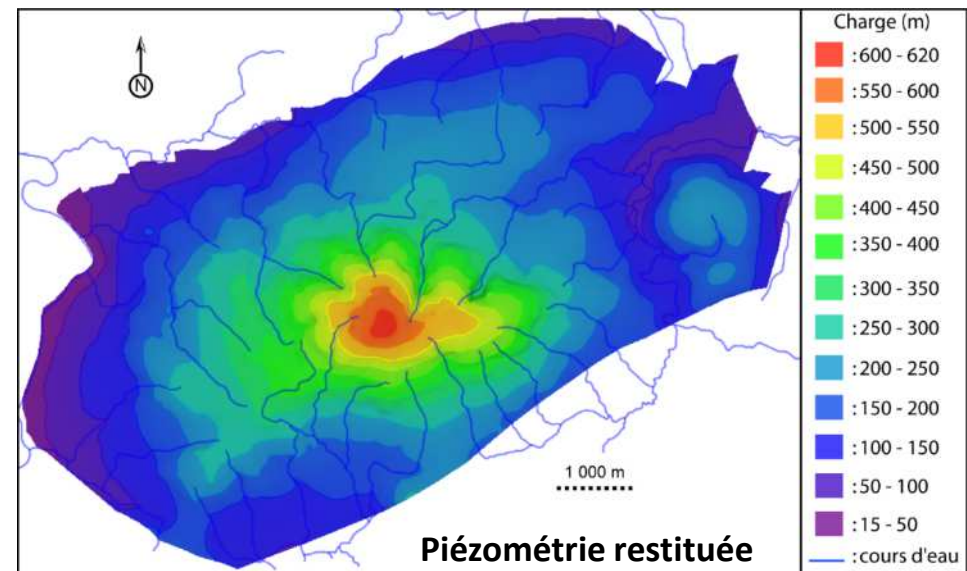 Charge (m)
:600 - 620
:550 - 600
:500 - 550
:450 - 500
:400 - 450
:350 - 400
:300 - 350
:250 - 300
:200 - 250
:150 - 200
:100 - 150
:50 - 100
:15 - 50
:cours d'eau
N
1 000 m
Piézométrie restituée